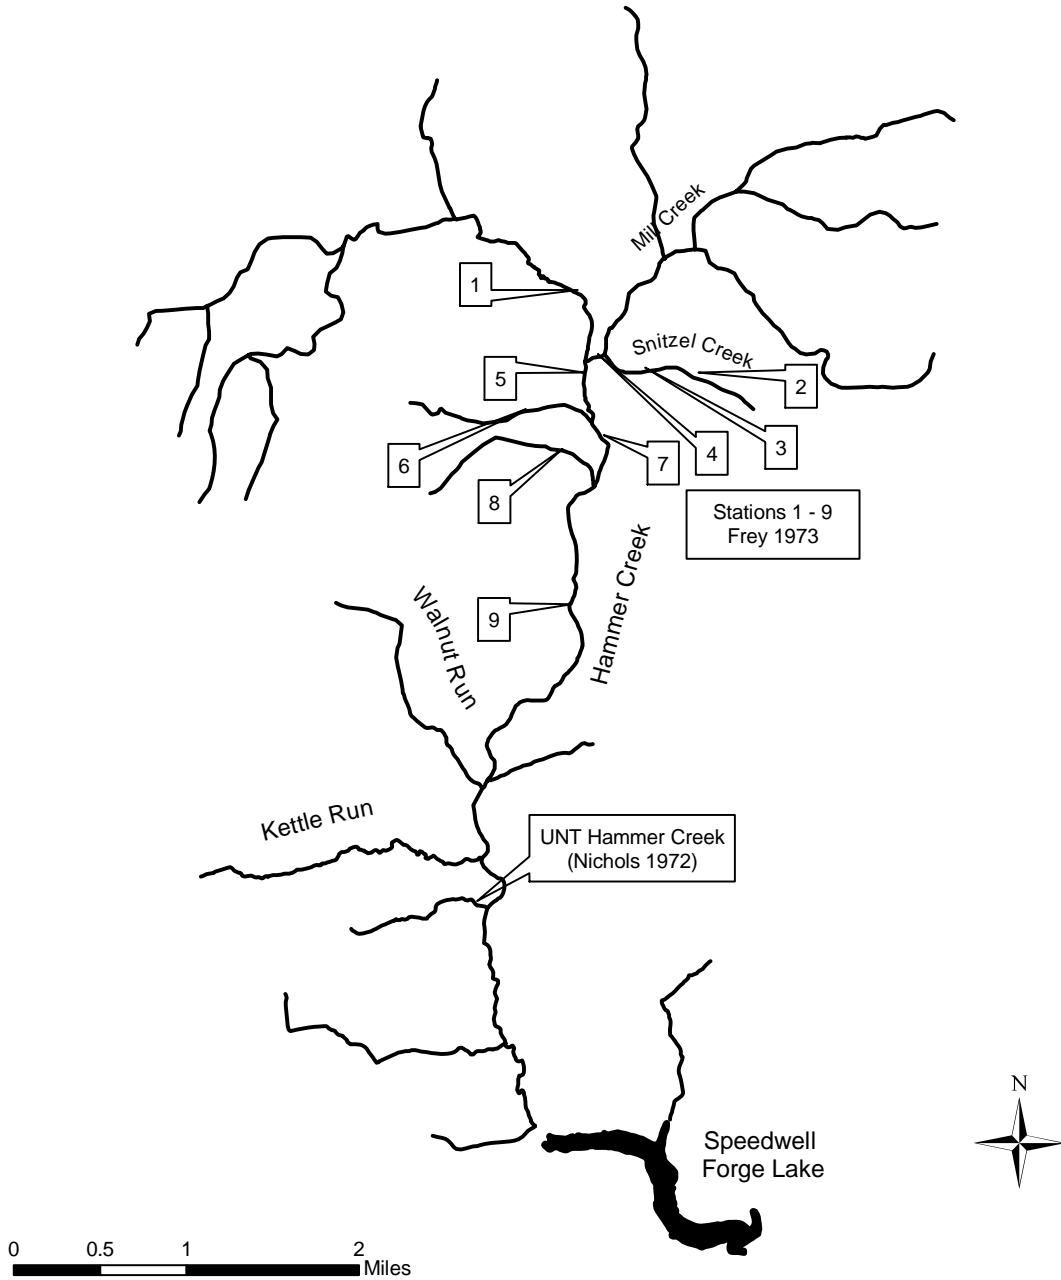 Mill Creek
1
Snitzel Creek
5
2
6
7
4
3
8
Stations 1 - 9
Frey 1973
9
Walnut Run
Hammer Creek
Kettle Run
UNT Hammer Creek
(Nichols 1972)
N
Speedwell
Forge Lake
0 0.5 1 2
Miles